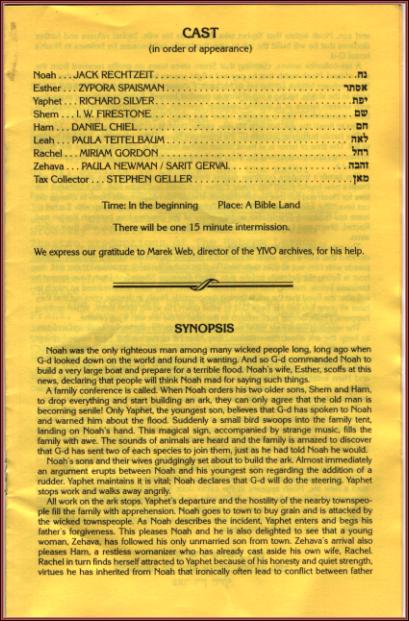 CAST
(in order of appearance)
Noah . . . JACK RECHTZEIT . . . . . . . . . . . . . . . . . . . . . . . . . . . . נח
Esther . . . ZYPORA SPAISMAN . . . . . . . . . . . . . . . . . . . . . . . . אסתר
Yaphet . . . RICHARD SILVER . . . . . . . . . . . . . . . . . . . . . . . . . . יפת
Shem . . . I. W. FIRESTONE . . . . . . . . . . . . . . . . . . . . . . . . . . . שם
Ham . . . DANIEL CHIEL . . . . . . . . . . . . . . . . . . . . . . . . . . . . . חם
Leah . . . PAULA TEITELBAUM . . . . . . . . . . . . . . . . . . . . . . . . לאה
Rachel . . . MIRIAM GORDON . . . . . . . . . . . . . . . . . . . . . . . . . רחל
Zehava . . . PAULA NEWMAN / SARIT GERVAI. . . . . . . . . . . . . . . זהבה
Tax Collector . . . STEPHEN GELLER . . . . . . . . . . . . . . . . . . . . . מאן
Time: In the beginning Place: A Bible Land
There will be one 15 minute intermission.
We express our gratitude to Marek Web, director of the YIVO archives, for his help.
SYNOPSIS
Noah was the only righteous man among many wicked people long, long ago when
G-d looked down on the world and found it wanting. And so G-d commanded Noah to
build a very large boat and prepare for a terrible flood. Noah's wife, Esther, scoffs at this
news, declaring that people will think Noah mad for saying such things.
A family conference is called. When Noah orders his two older sons, Shem and Ham,
to drop everything and start building an ark, they can only agree that the old man is
becoming senile! Only Yaphet, the youngest son, believes that G-d has spoken to Noah
and warned him about the flood. Suddenly a small bird swoops into the family tent,
landing on Noah's hand. This magical sign, accompanied by strange music, fills the
family with awe. The sounds of animals are heard and the family is amazed to discover
that G-d has sent two of each species to join them, just as he had told Noah he would.
Noah's sons and their wives grudgingly set about to build the ark. Almost immediately
an argument erupts between Noah and his youngest son regarding the addition of a
rudder. Yaphet maintains it is vital; Noah declares that G-d will do the steering. Yaphet
stops work and walks away angrily.
All work on the ark stops. Yaphet's departure and the hostility of the nearby townspeo-
ple fill the family with apprehension. Noah goes to town to buy grain and is attacked by
the wicked townspeople. As Noah describes the incident, Yaphet enters and begs his
father's forgiveness. This pleases Noah and he is also delighted to see that a young
woman, Zehava, has followed his only unmarried son from town. Zehava's arrival also
pleases Ham, a restless womanizer who has already cast aside his own wife, Rachel.
Rachel in turn finds herself attracted to Yaphet because of his honesty and quiet strength,
virtues he has inherited from Noah that ironically often lead to conflict between father